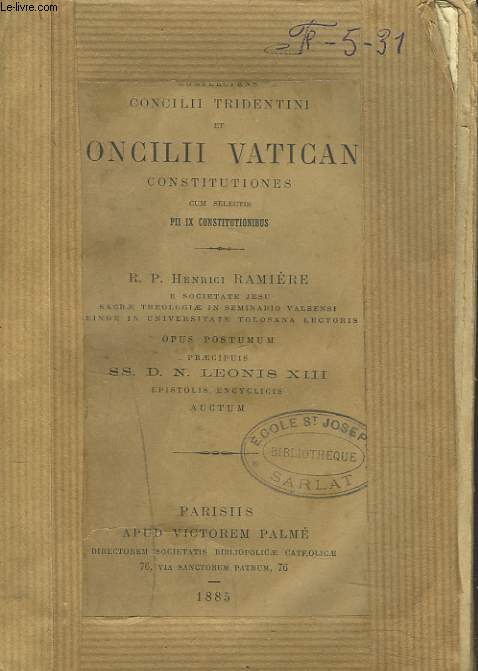 Le-livre.com
F-5-31
CONCILII TRIDENTINI
ET
ONCILII VATICAN
CONSTITUTIONES
CUM SELECTIS
PII IX CONSTITUTIONIBUS
R. P. HENRICI RAMIÈRE
E SOCIETATE JESU
SACRÆ THEOLOGIÆ IN SEMINARIO VALSENSI
EINDE IN UNIVERSITATE TOLOSANA LECTORIS
OPUS POSTUMUM
PRÆCIPUIS
SS. D. N. LEONIS XIII
EPISTOLIS ENCYCLICIS
AUCTUM
ÉCOLE ST JOSEP
BIBLIOTHÈQUE
SARLAT
PARISIIS
APUD VICTOREM PALMÉ
DIRECTOREM SOCIETATIS BIBLIOPOLICÆ CATHOLICÆ
76, VIA SANCTORUM PATRUM, 76
1885